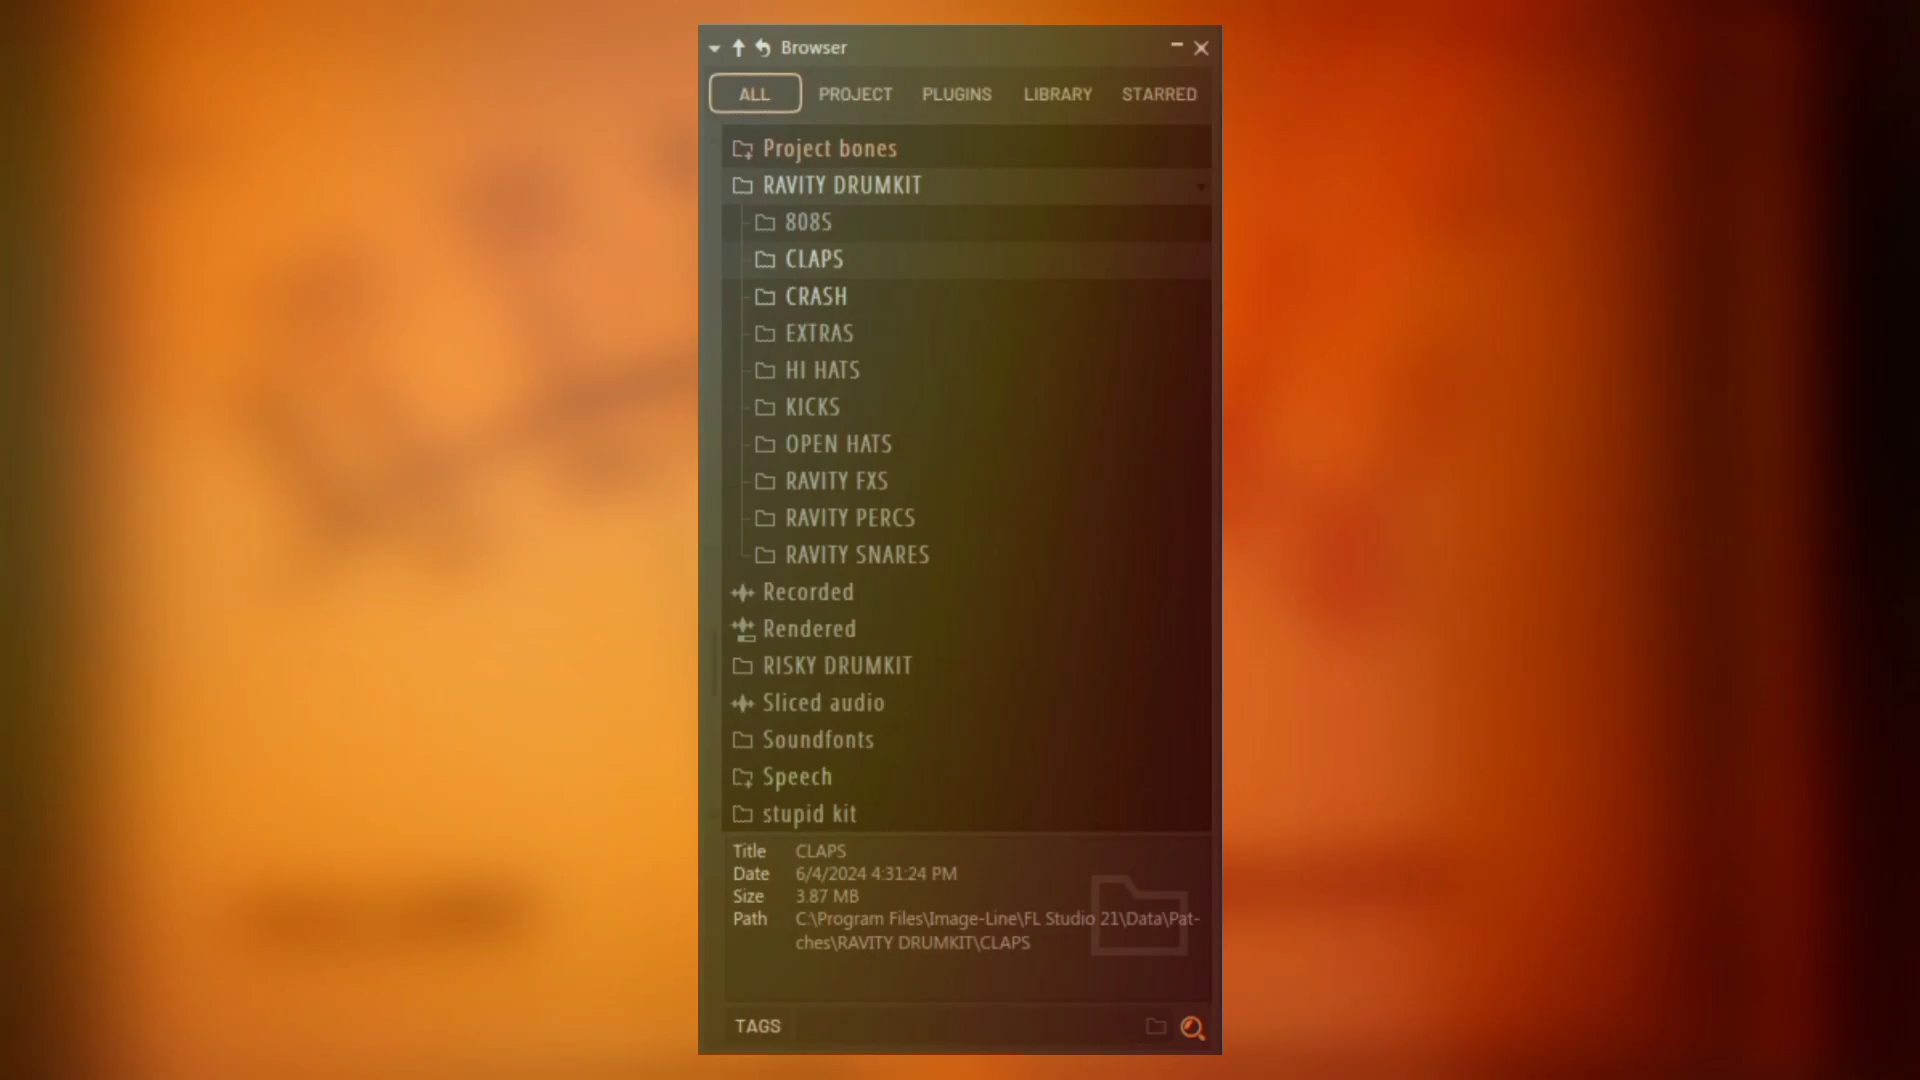 Browser
ALL PROJECT PLUGINS LIBRARY STARRED
Project bones
RAVITY DRUMKIT
808S
CLAPS
CRASH
EXTRAS
HI HATS
KICKS
OPEN HATS
RAVITY FXS
RAVITY PERCS
RAVITY SNARES
Recorded
Rendered
RISKY DRUMKIT
Sliced audio
Soundfonts
Speech
stupid kit
Title CLAPS
Date 6/4/2024 4:31:24 PM
Size 3.87 MB
Path C:\Program Files\Image-Line\FL Studio 21\Data\Pat-
ches\RAVITY DRUMKIT\CLAPS
TAGS